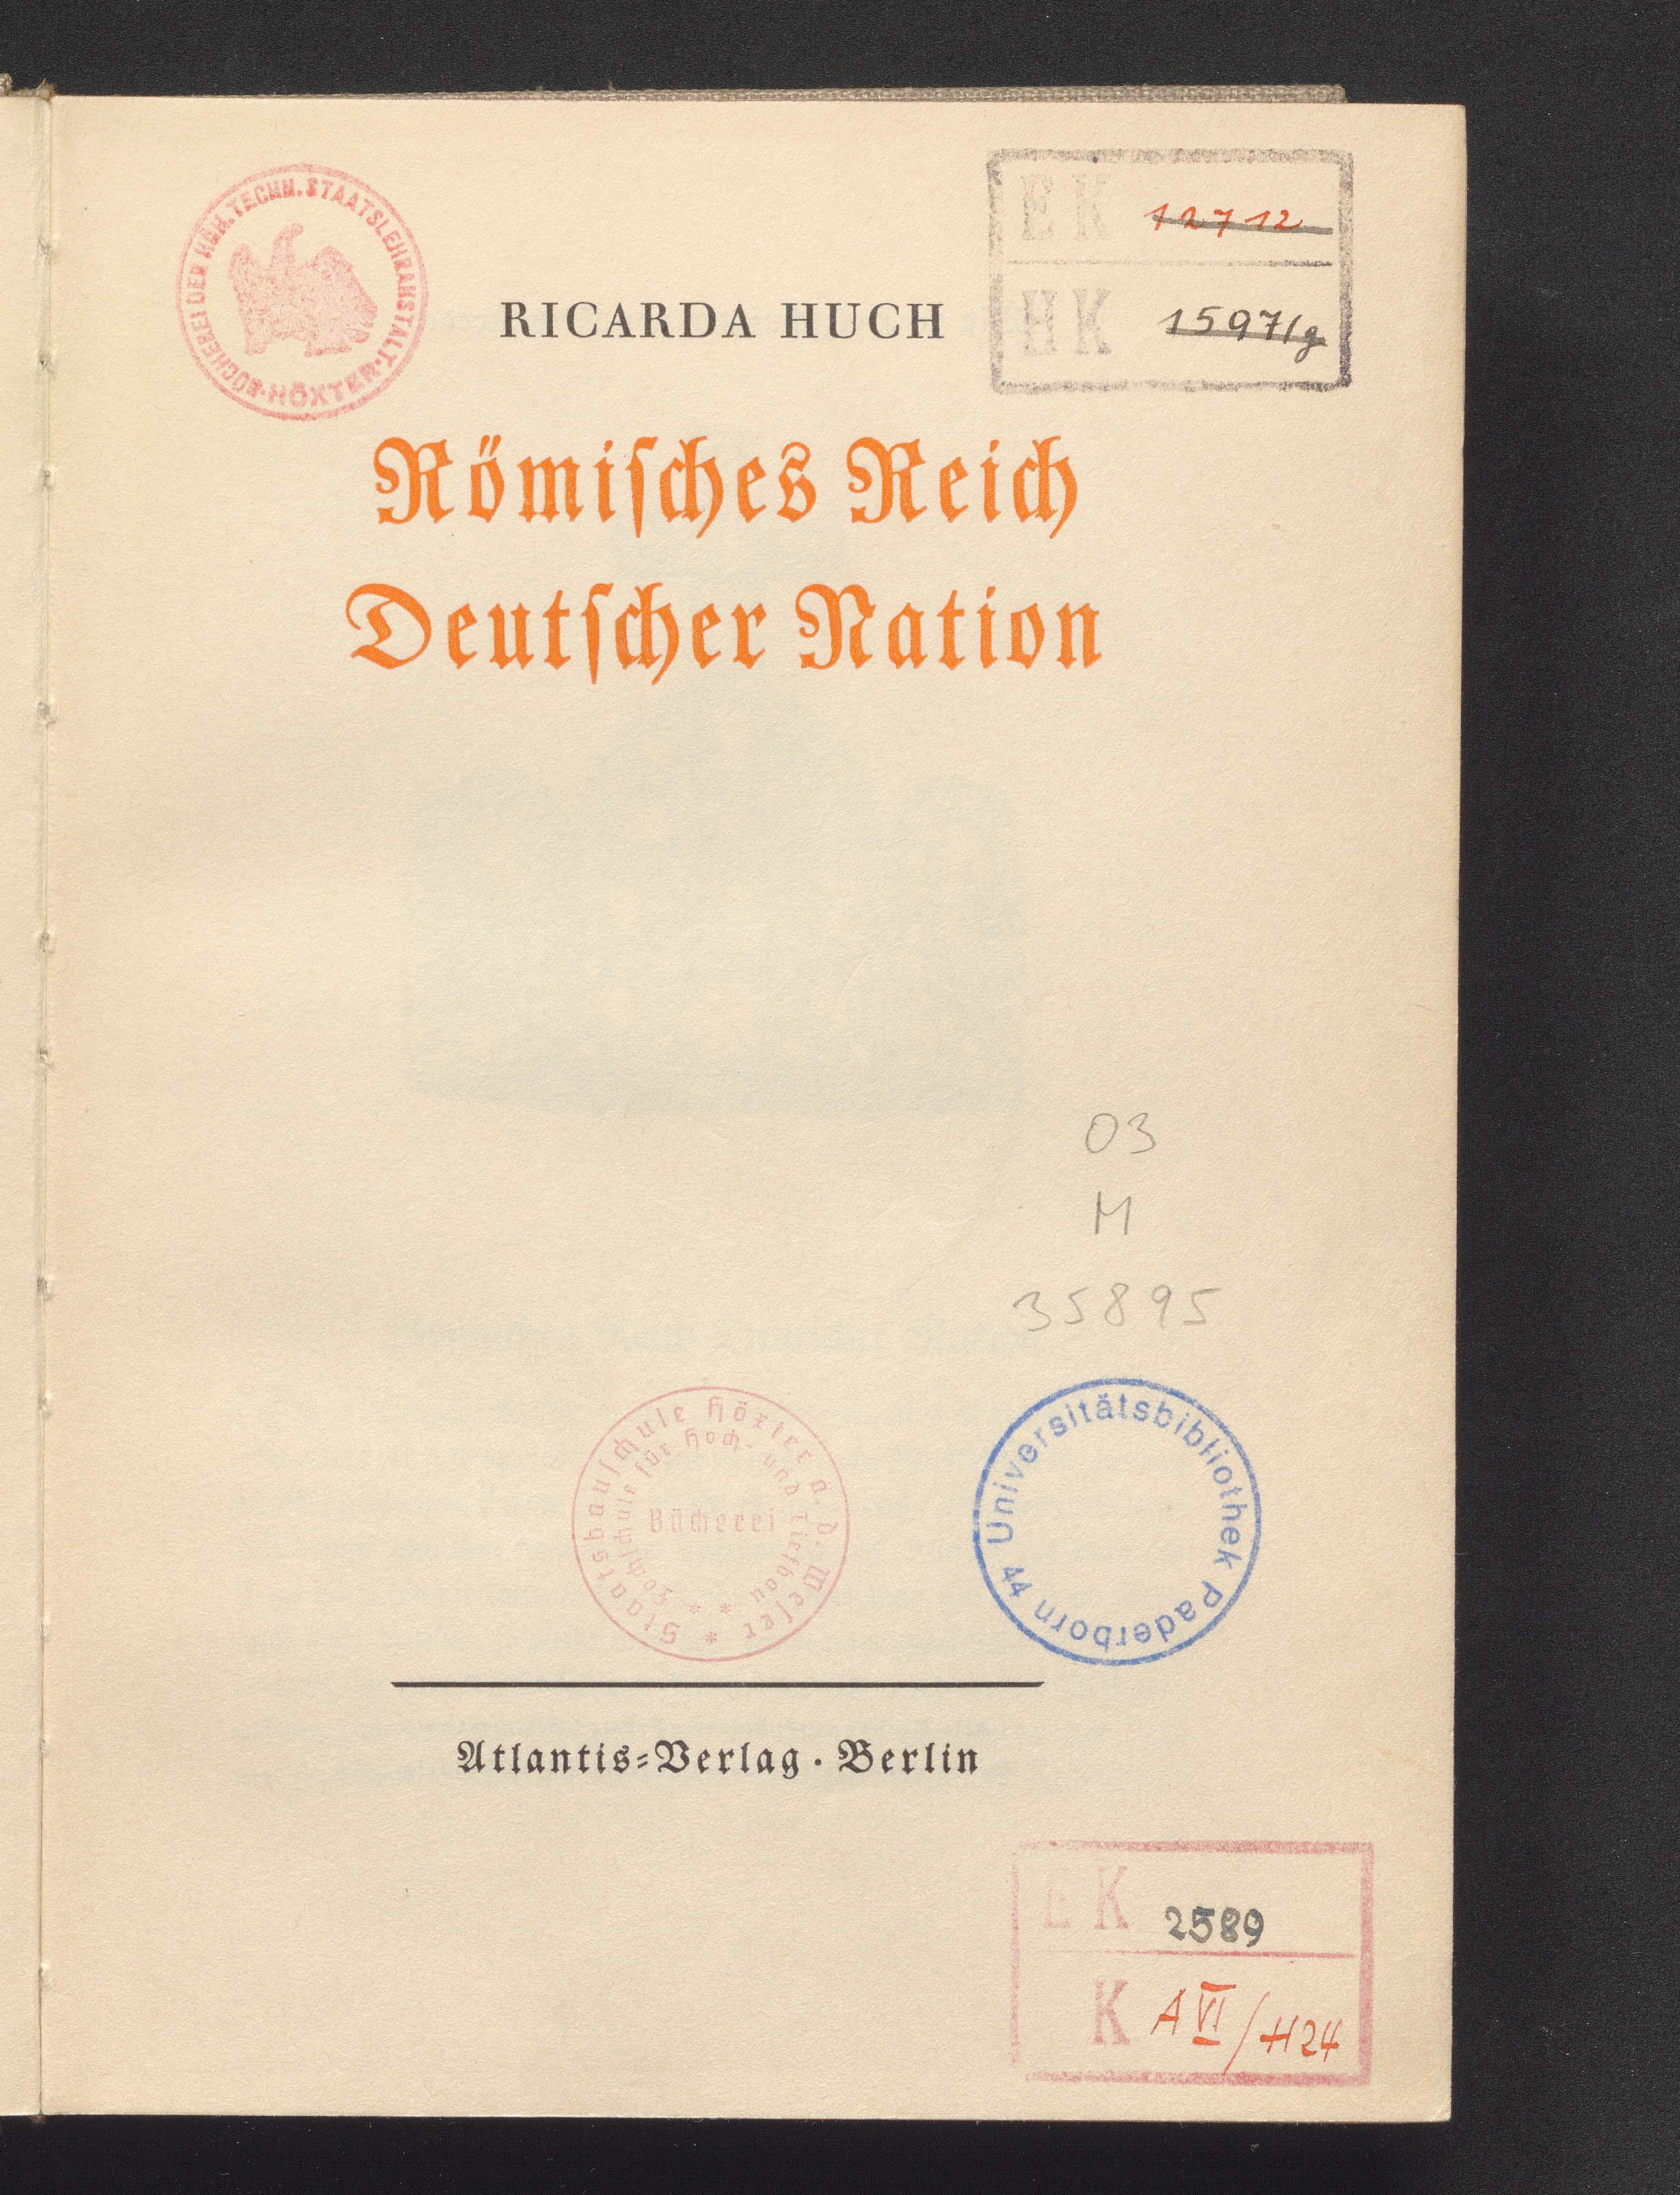 BÜCHEREI DER HÖH. TECHN. STAATSLEHRANSTALT. HÖXTER.
EK 12712
HK 1597/g
RICARDA HUCH
Römiſches Reich
Deutſcher Nation
03
M
35895
Staatsbauſchule Höxter a. d. Weſer *
Fachſchule für Hoch- und Tiefbau * *
Bücherei
Universitätsbibliothek Paderborn 44
Atlantis=Verlag · Berlin
EK 2589
K A VI / H24